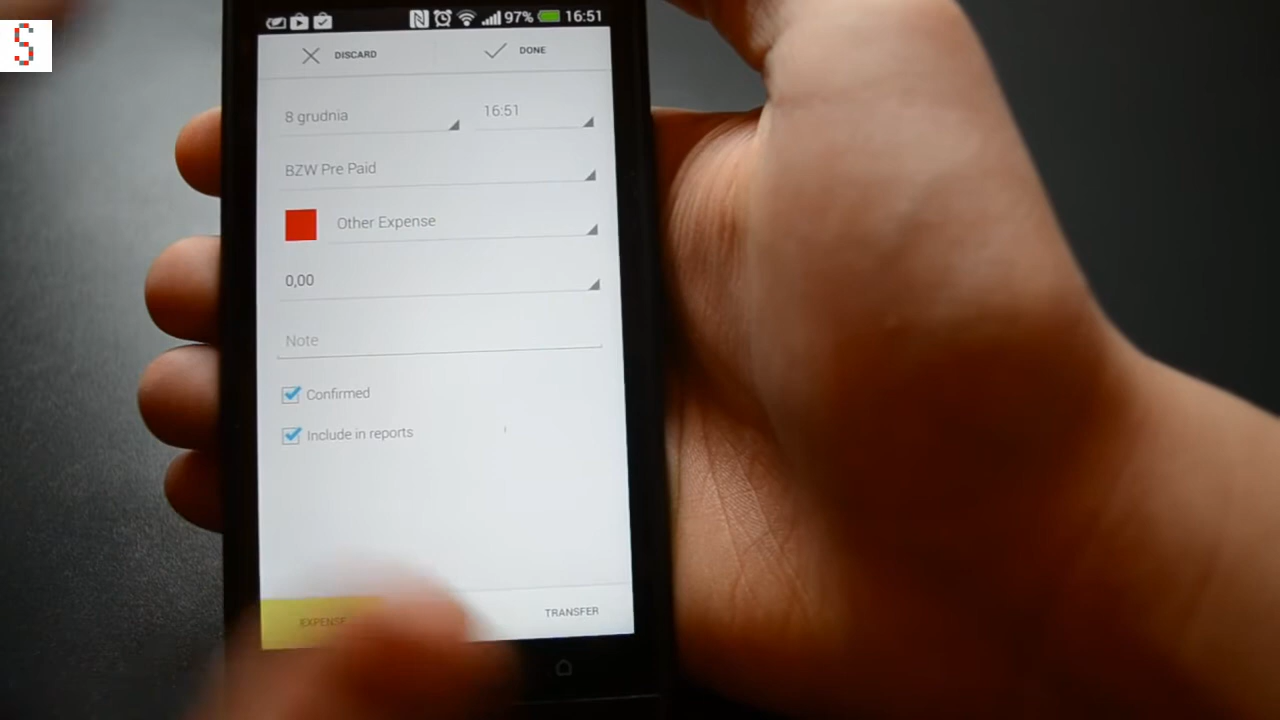 S
97% 16:51
DISCARD DONE
8 grudnia 16:51
BZW Pre Paid
Other Expense
0,00
Note
Confirmed
Include in reports
EXPENSE TRANSFER